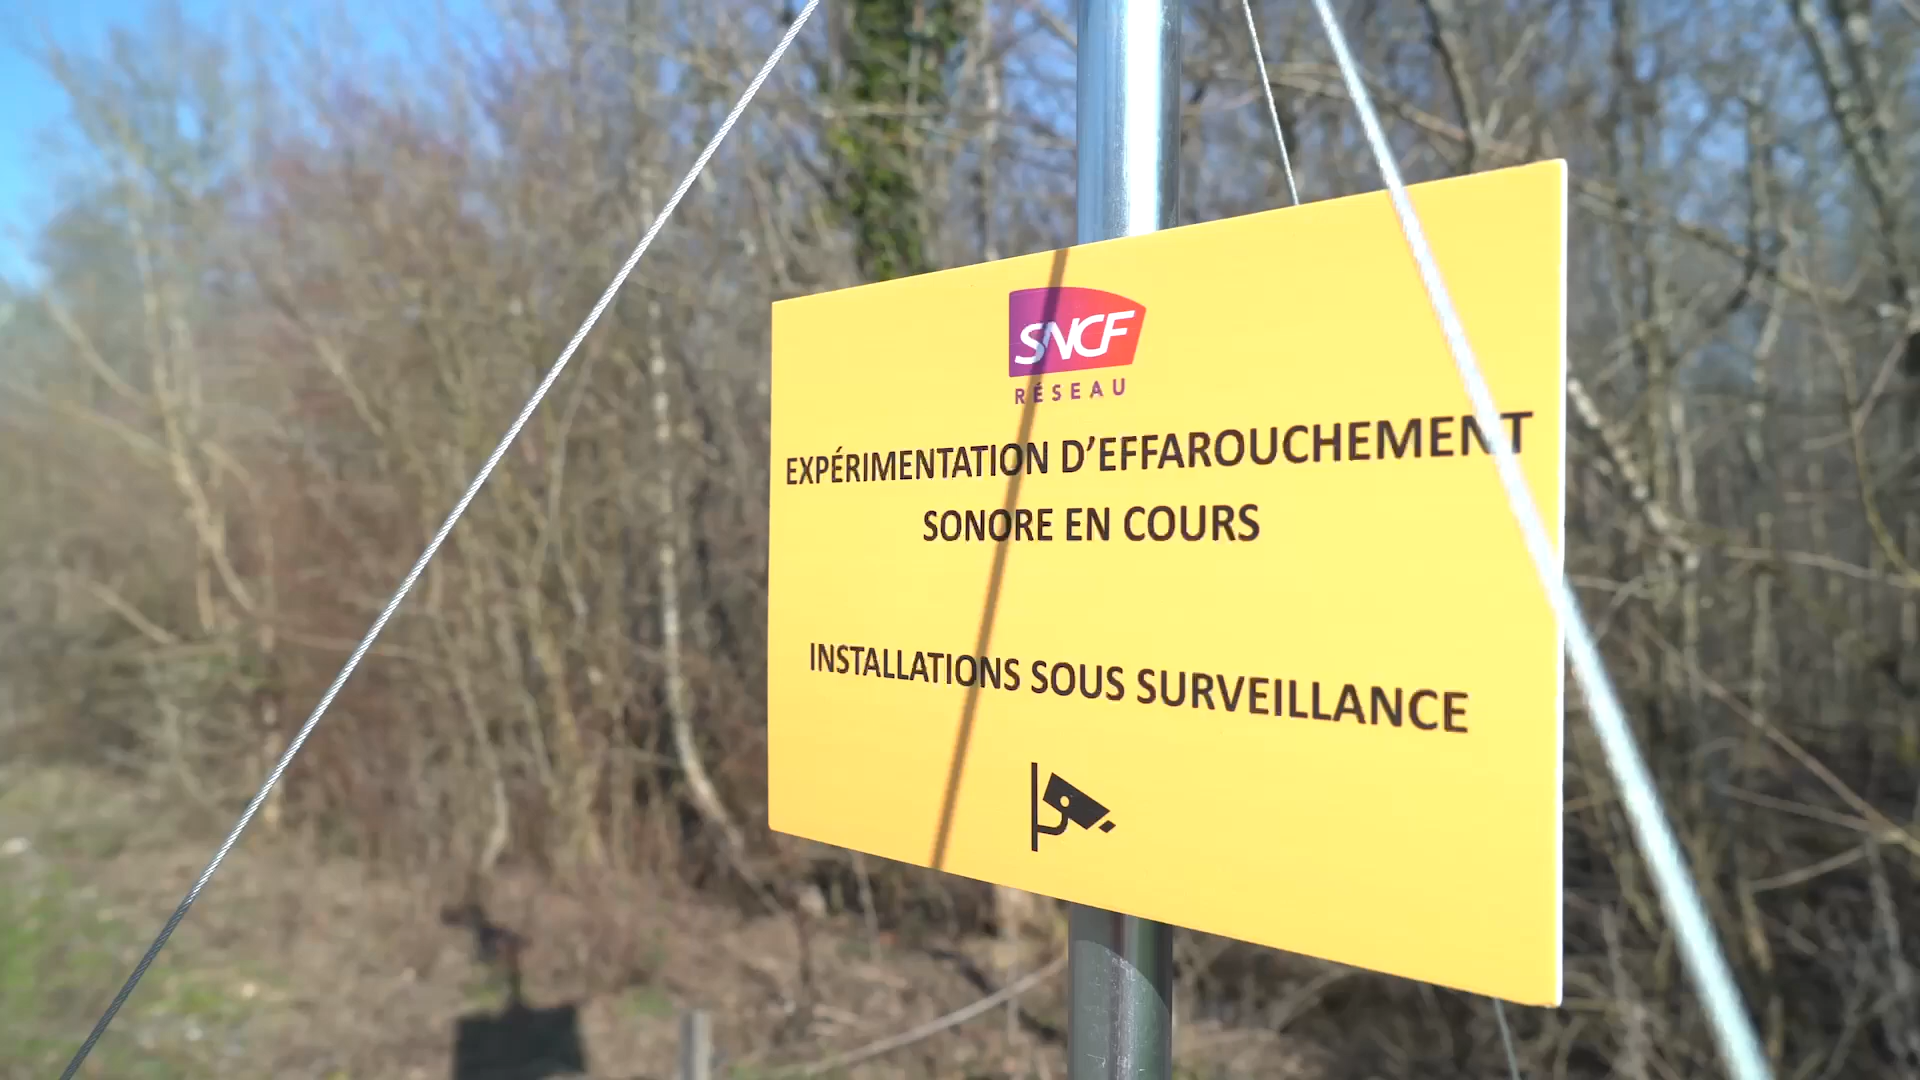 SNCF
RÉSEAU
EXPÉRIMENTATION D'EFFAROUCHEMENT
SONORE EN COURS
INSTALLATIONS SOUS SURVEILLANCE